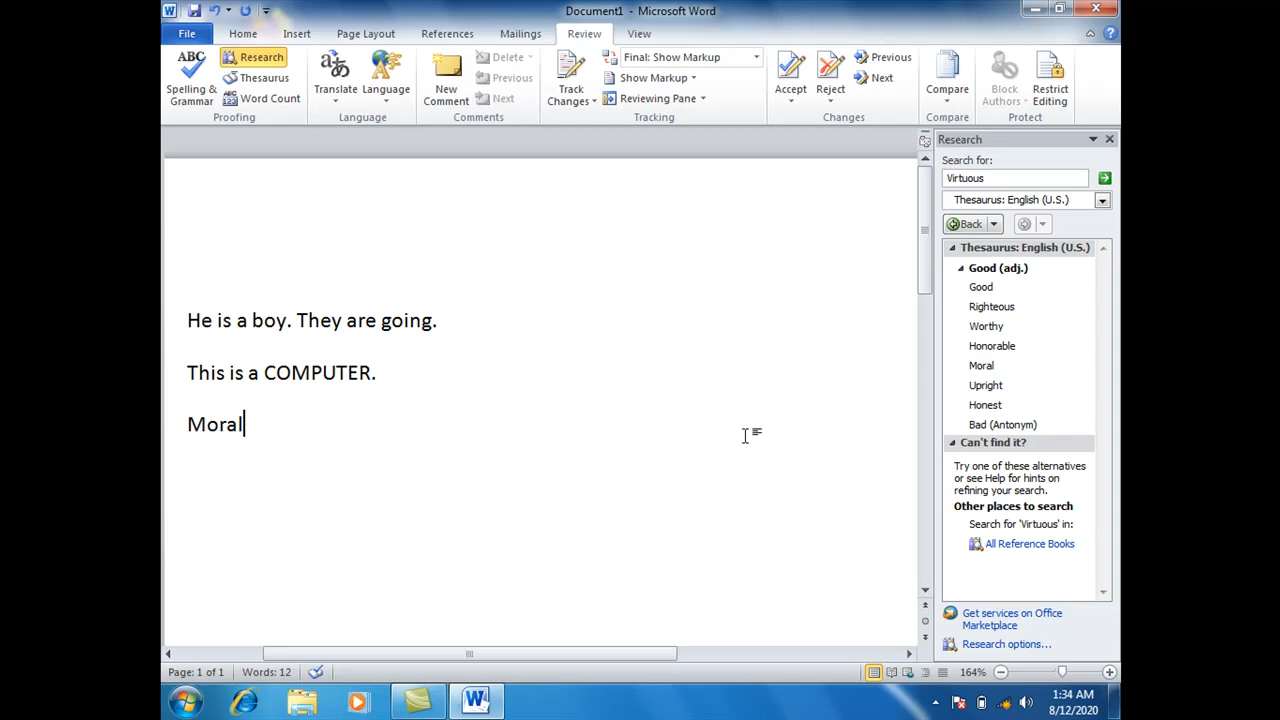 Document1 - Microsoft Word
File Home Insert Page Layout References Mailings Review View
ABC Spelling & Grammar
Research
Thesaurus
ABC 123 Word Count
Proofing
Translate Language
Language
New Comment
Delete
Previous
Next
Comments
Track Changes
Final: Show Markup
Show Markup
Reviewing Pane
Tracking
Accept Reject
Previous
Next
Changes
Compare
Compare
Block Authors
Restrict Editing
Protect
He is a boy. They are going.
This is a COMPUTER.
Moral
Research
Search for:
Virtuous
Thesaurus: English (U.S.)
Back
Thesaurus: English (U.S.)
Good (adj.)
Good
Righteous
Worthy
Honorable
Moral
Upright
Honest
Bad (Antonym)
Can't find it?
Try one of these alternatives
or see Help for hints on
refining your search.
Other places to search
Search for 'Virtuous' in:
All Reference Books
Get services on Office
Marketplace
Research options...
Page: 1 of 1 Words: 12
164%
1:34 AM
8/12/2020